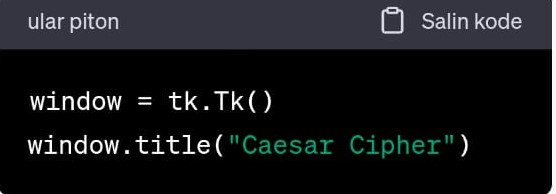 ular piton
Salin kode
window = tk.Tk()
window.title("Caesar Cipher")